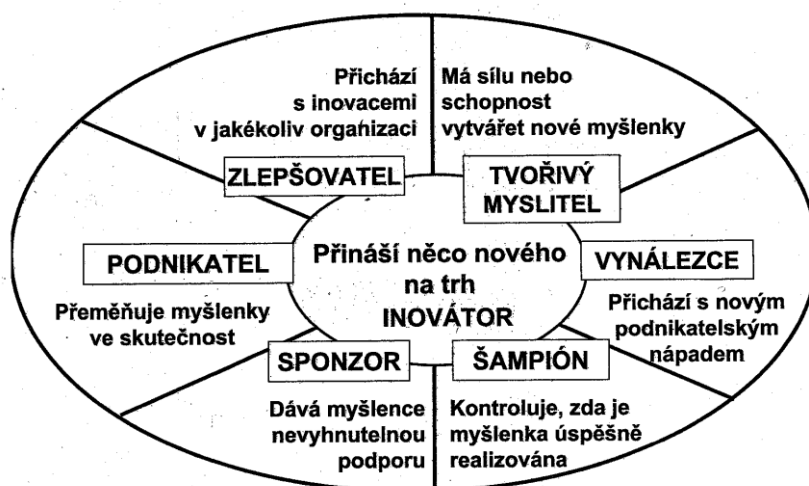 Přichází
s inovacemi
v jakékoliv organizaci
ZLEPŠOVATEL
Má sílu nebo
schopnost
vytvářet nové myšlenky
TVOŘIVÝ
MYSLITEL
PODNIKATEL
Přeměňuje myšlenky
ve skutečnost
Přináší něco nového
na trh
INOVÁTOR
VYNÁLEZCE
Přichází s novým
podnikatelským
nápadem
SPONZOR
Dává myšlence
nevyhnutelnou
podporu
ŠAMPIÓN
Kontroluje, zda je
myšlenka úspěšně
realizována